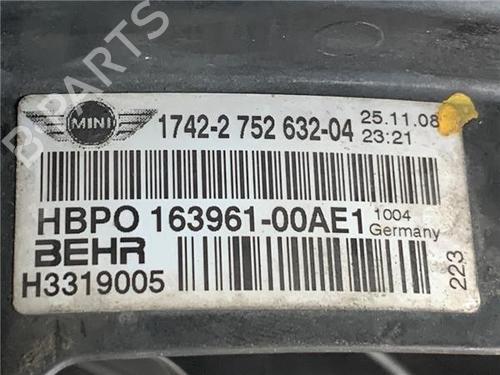 B-PARTS
MINI
1742-2 752 632-04
25.11.08
23:21
HBPO 163961-00AE1
1004
Germany
BEHR
H3319005
223